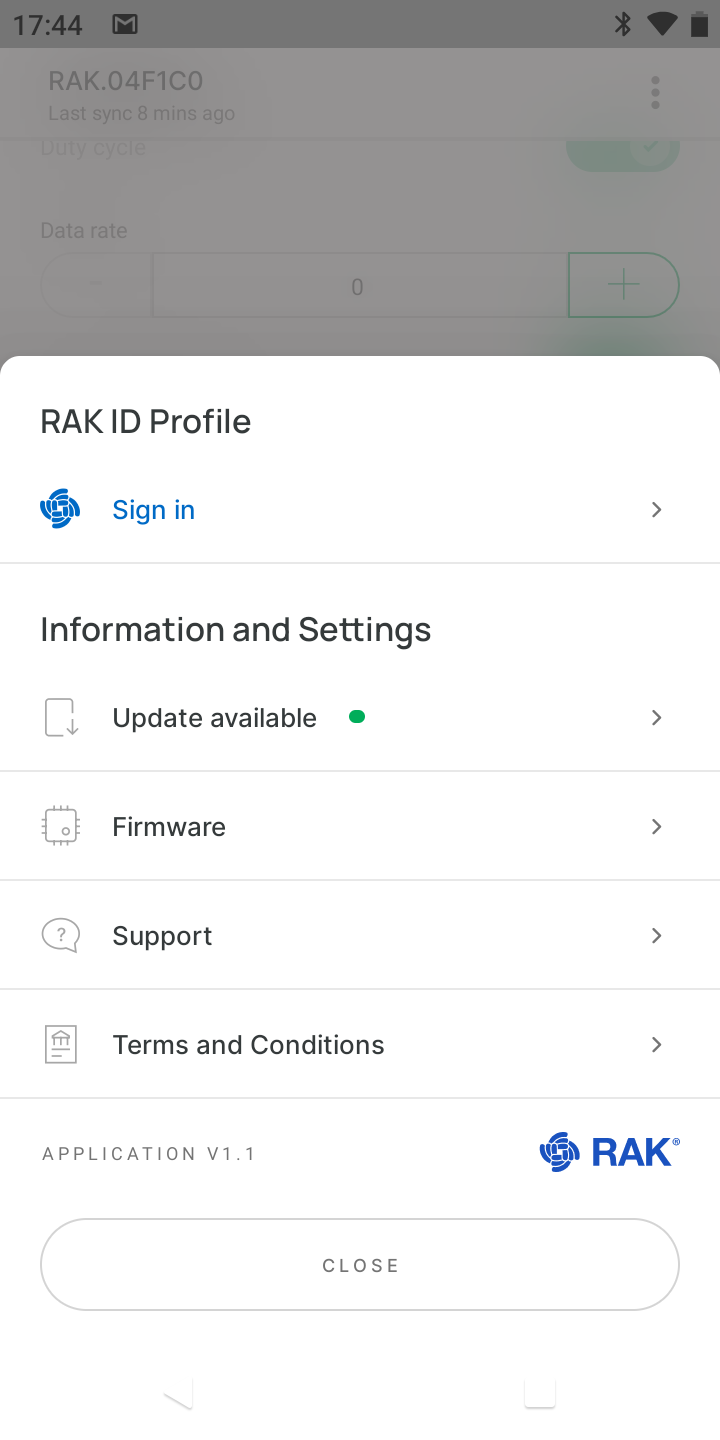 17:44
RAK.04F1C0
Last sync 8 mins ago
Duty cycle
Data rate
0
RAK ID Profile
Sign in
Information and Settings
Update available
Firmware
?
Support
Terms and Conditions
APPLICATION V1.1
RAK®
CLOSE